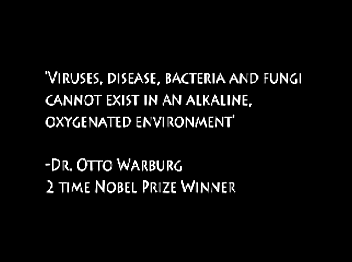 'Viruses, disease, bacteria and fungi
cannot exist in an alkaline,
oxygenated environment'
-Dr. Otto Warburg
2 time Nobel Prize Winner